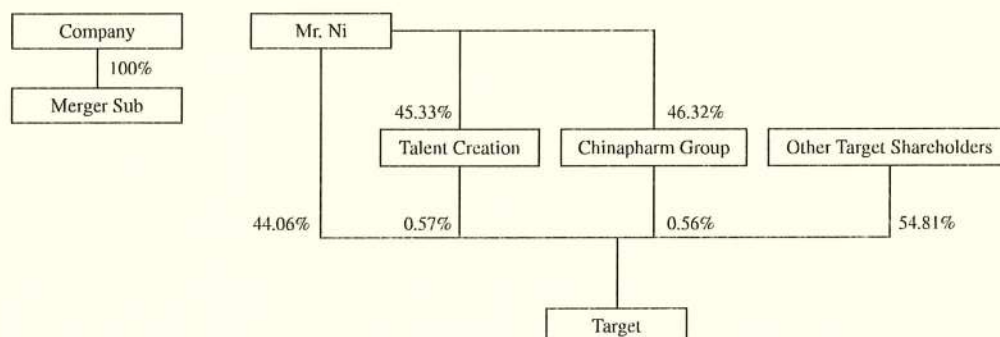 Company
Mr. Ni
100%
Merger Sub
45.33%
46.32%
Talent Creation
Chinapharm Group
Other Target Shareholders
44.06%
0.57%
0.56%
54.81%
Target